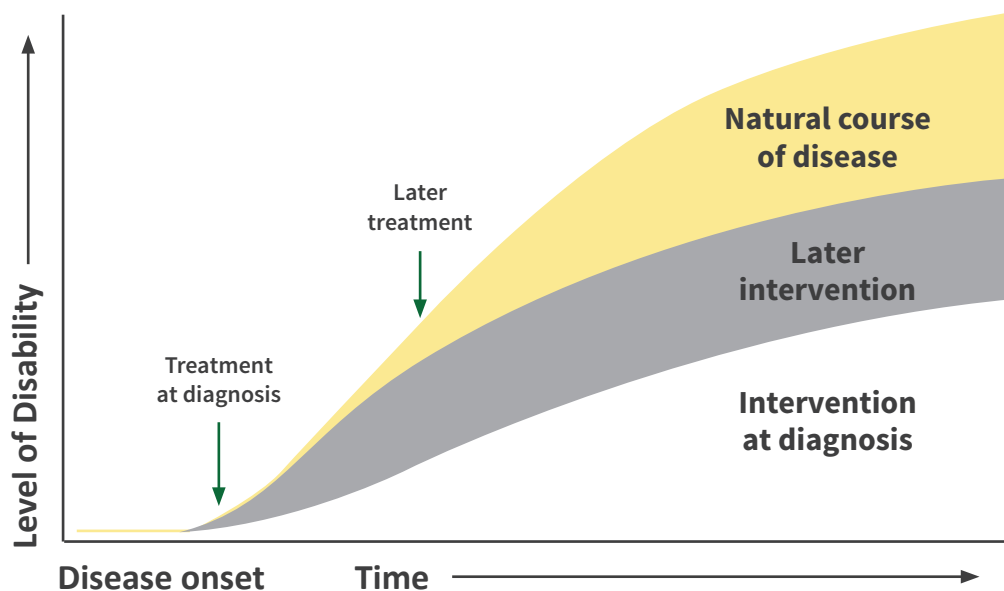 Level of Disability
Natural course
of disease
Later
treatment
Later
intervention
Treatment
at diagnosis
Intervention
at diagnosis
Disease onset
Time